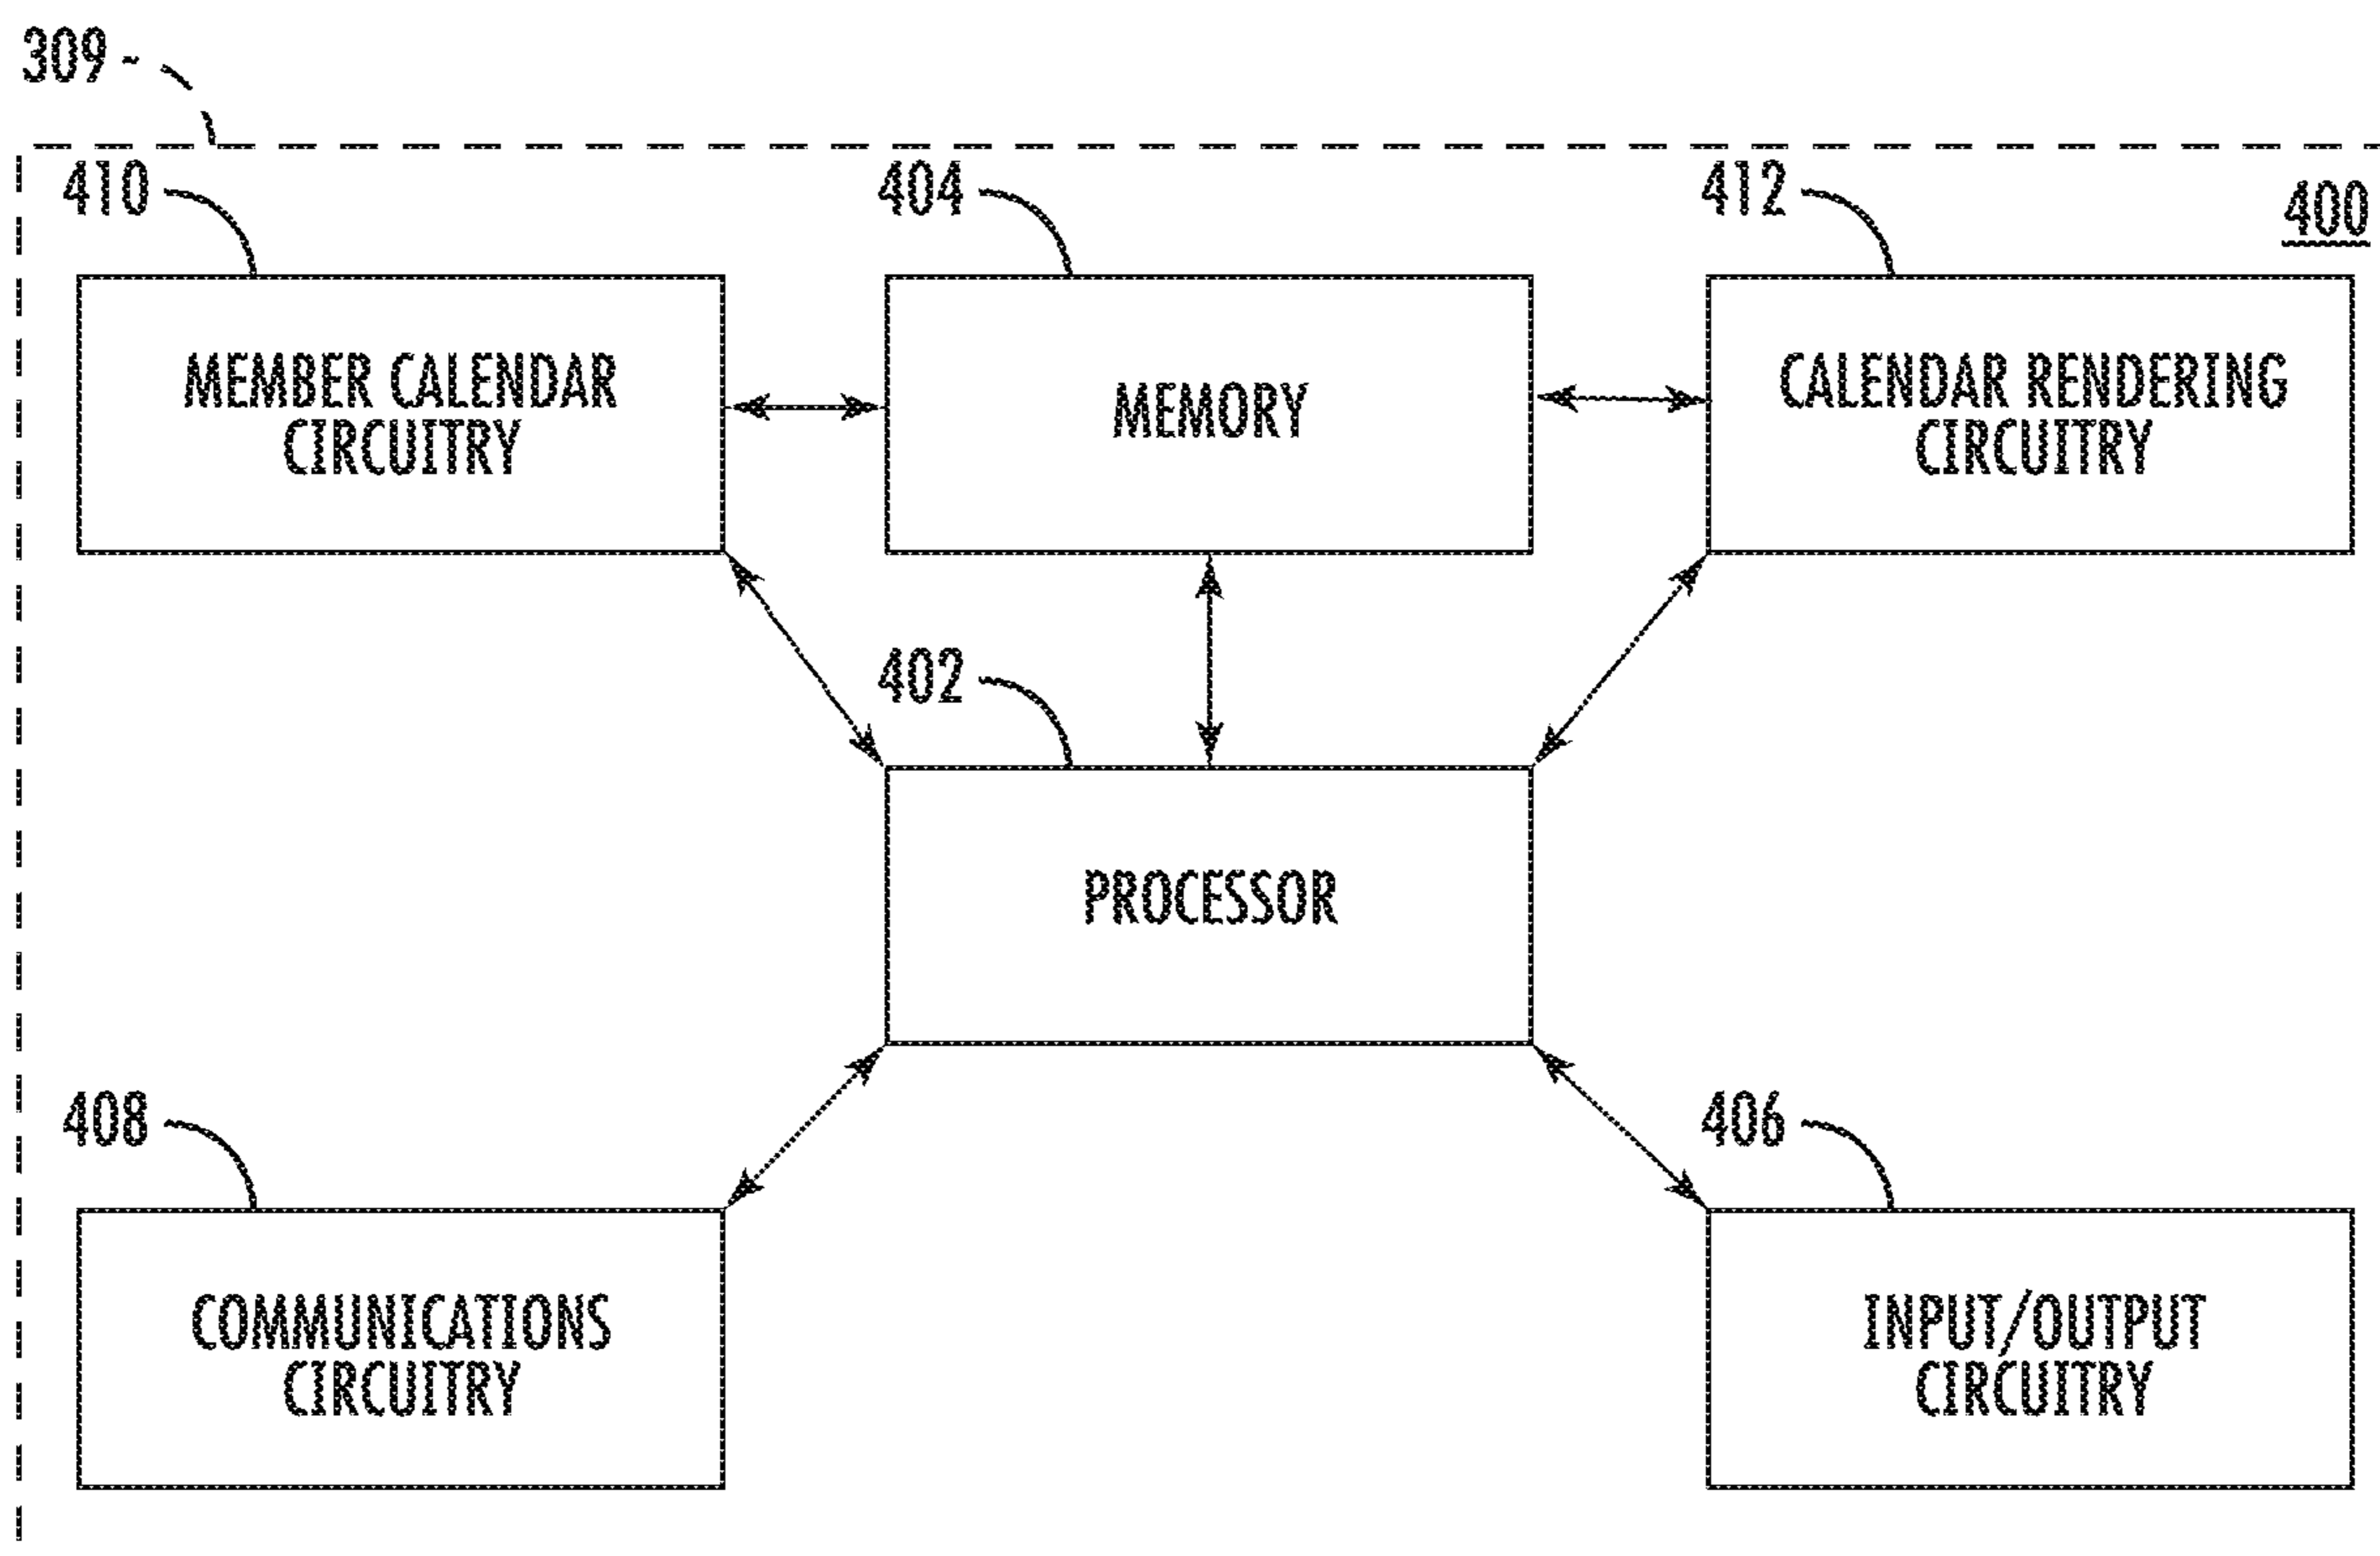 309
410
404
412
400
MEMBER CALENDAR
CIRCUITRY
MEMORY
CALENDAR RENDERING
CIRCUITRY
402
PROCESSOR
408
406
COMMUNICATIONS
CIRCUITRY
INPUT/OUTPUT
CIRCUITRY